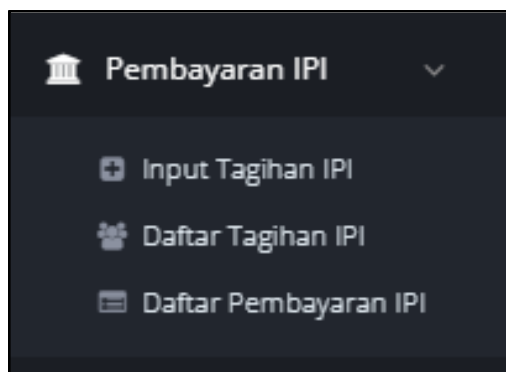 Pembayaran IPI
Input Tagihan IPI
Daftar Tagihan IPI
Daftar Pembayaran IPI